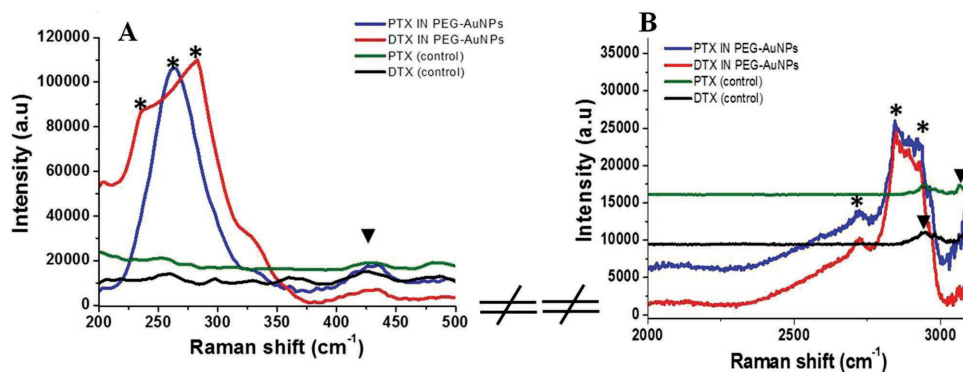 A
PTX IN PEG-AuNPs
DTX IN PEG-AuNPs
PTX (control)
DTX (control)
*
*
*
120000
100000
80000
60000
40000
20000
0
Intensity (a.u)
200 250 300 350 400 450 500
Raman shift (cm⁻¹)
B
PTX IN PEG-AuNPs
DTX IN PEG-AuNPs
PTX (control)
DTX (control)
*
*
*
35000
30000
25000
20000
15000
10000
5000
0
Intensity (a.u)
2000 2500 3000
Raman shift (cm⁻¹)